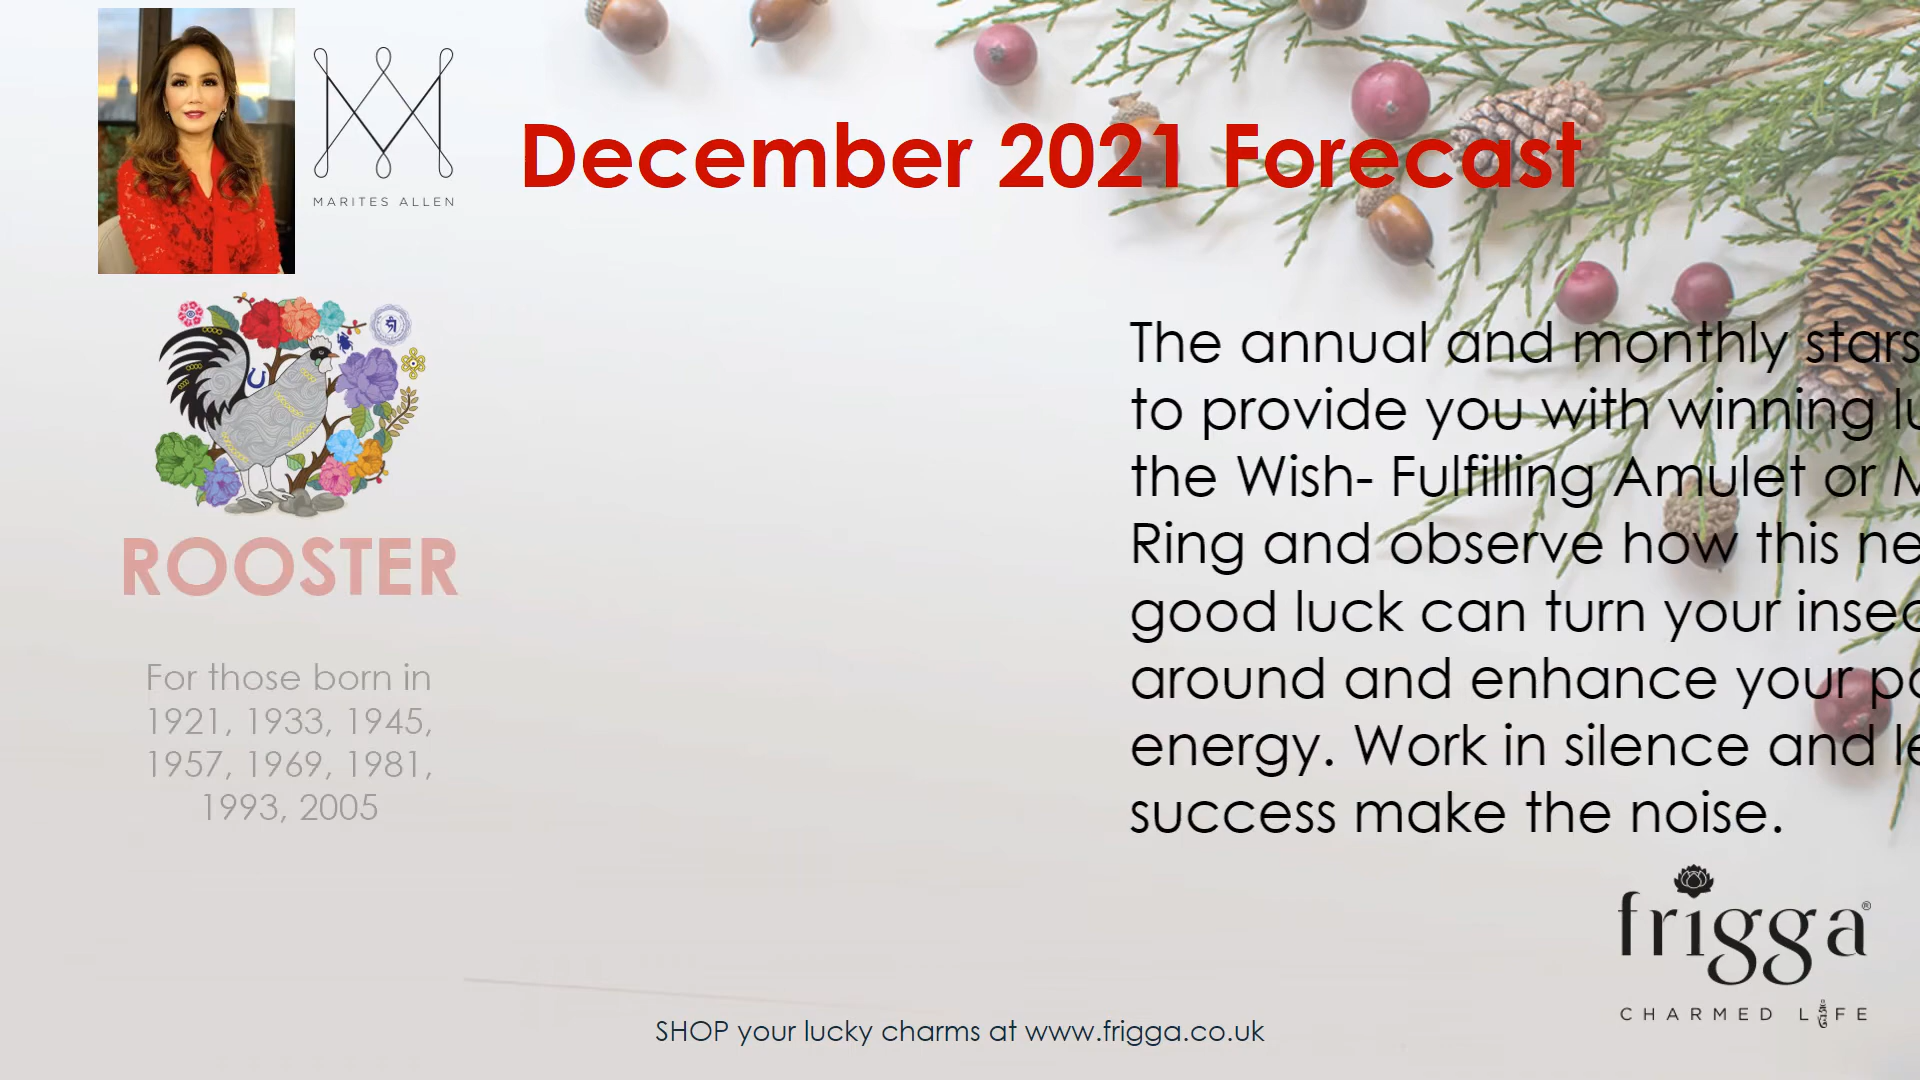 MARITES ALLEN
December 2021 Forecast
ROOSTER
For those born in
1921, 1933, 1945,
1957, 1969, 1981,
1993, 2005
The annual and monthly stars
to provide you with winning
the Wish- Fulfilling Amulet or
Ring and observe how this
good luck can turn your
around and enhance your
energy. Work in silence and
success make the noise.
frigga®
CHARMED LIFE
SHOP your lucky charms at www.frigga.co.uk